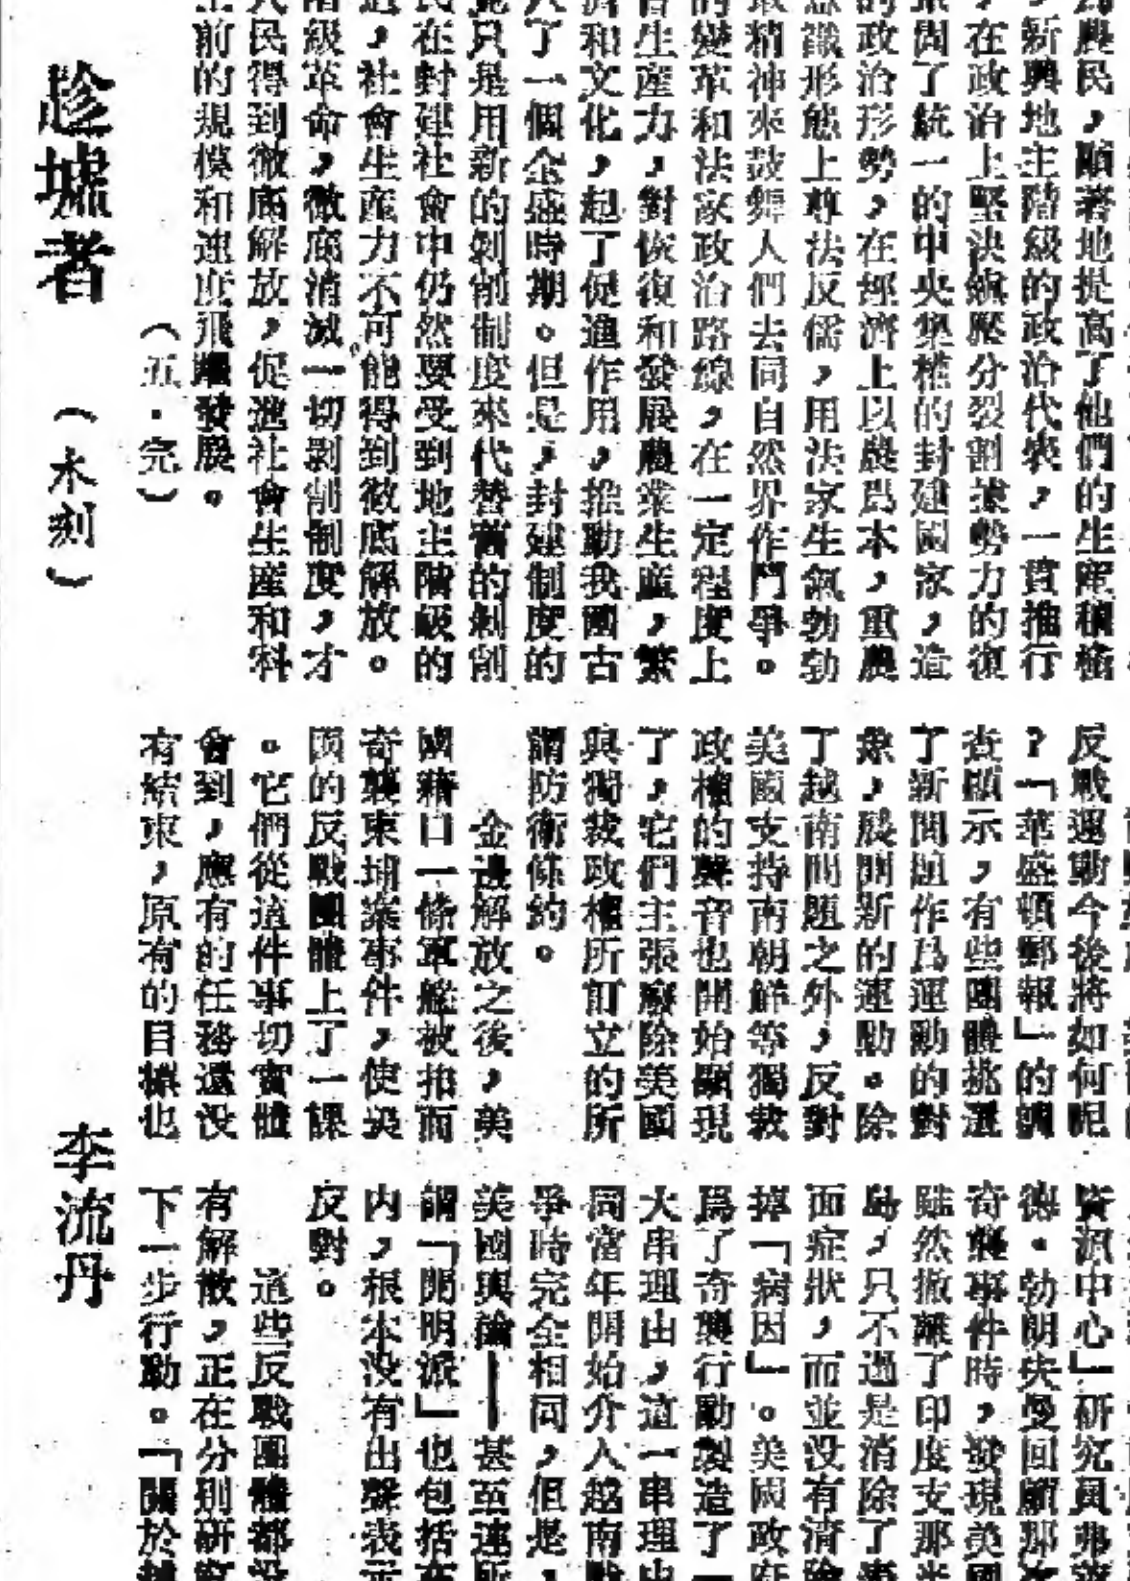 農民，顯著地提高了他們的生產積極
，新興地主階級的政治代表，一貫推行
，在政治上堅決鎮壓分裂割據勢力的復
固了統一的中央集權的封建國家，造
的政治形勢，在經濟上以農爲本，重農
意識形態上尊法反儒，用法家生氣勃勃
取精神來鼓舞人們去同自然界作鬥爭。
的變革和法家政治路線，在一定程度上
會生產力，對恢復和發展農業生產，繁
濟和文化，起了促進作用，推動我國古
入了一個全盛時期。但是，封建制度的
能只是用新的剝削制度來代替舊的剝削
民在封建社會中仍然要受到地主階級的
，社會生產力不可能得到徹底解放。
階級革命，徹底消滅一切剝削制度，才
人民得到徹底解放，促進社會生產和科
前的規模和速度飛躍發展。
（五·完）
反戰運動今後將如何呢
？「華盛頓郵報」的調
查顯示，有些團體挑選
了新問題作爲運動的對
象，展開新的運動。除
了越南問題之外，反對
美國支持南朝鮮等獨裁
政權的聲音也開始顯現
了，它們主張廢除美國
與獨裁政權所訂立的所
謂防衛條約。
金邊解放之後，美
國藉口一條軍艦被扣而
奇襲柬埔寨事件，使美
國的反戰團體上了一課
。它們從這件事切實體
會到，應有的任務還沒
有結束，原有的目標也
資源中心」研究員弗
德·勃朗夫曼回顧那次
奇襲事件時，發現美國
雖然撤離了印度支那半
島，只不過是消除了表
面症狀，而並沒有清除
掉「病因」。美國政府
爲了奇襲行動製造了一
大串理由，這一串理由
同當年開始介入越南戰
爭時完全相同，但是，
美國輿論——甚至連所
謂「開明派」也包括在
內，根本沒有出聲表示
反對。
這些反戰團體都沒
有解散，正在分別研究
下一步行動。「關於越
趁墟者　（木刻）　李流丹